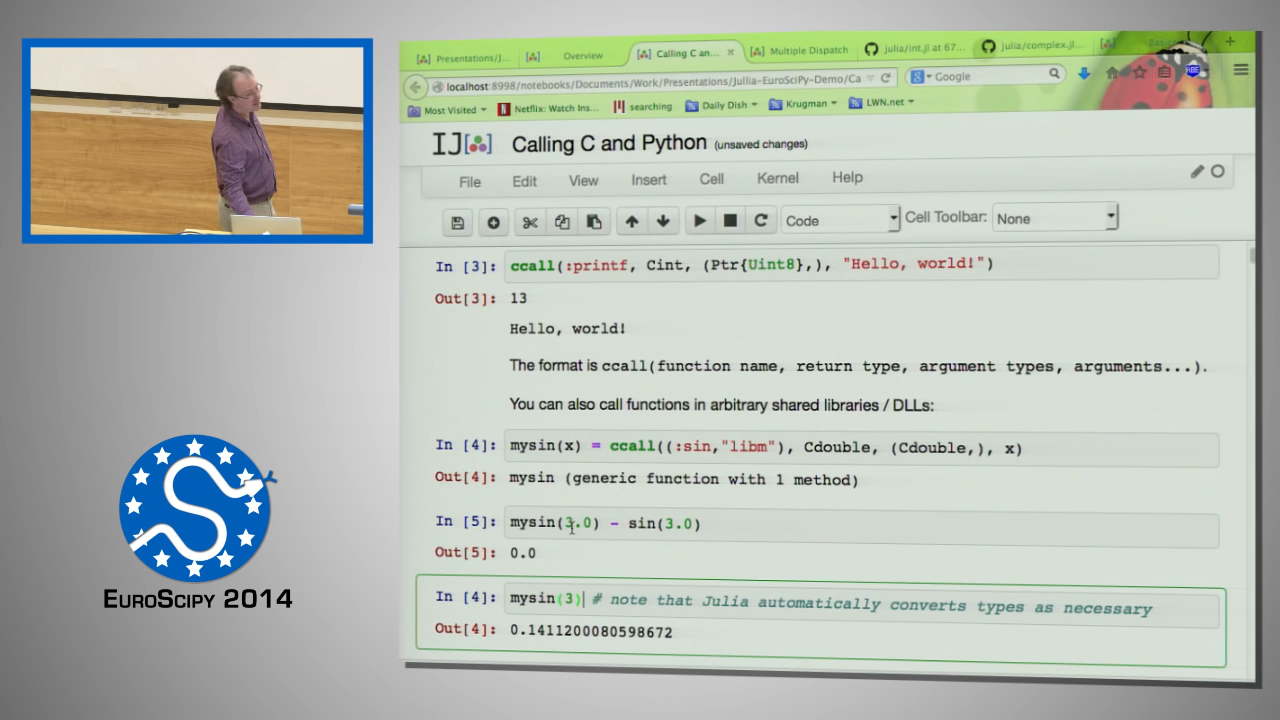 Presentations/J...
Overview
Calling C an...
Multiple Dispatch
julia/int.jl at 67...
julia/complex.jl...
localhost:8998/notebooks/Documents/Work/Presentations/Jullia-EuroSciPy-Demo/Ca
Google
Most Visited
Netflix: Watch Ins...
searching
Daily Dish
Krugman
LWN.net
IJ
Calling C and Python (unsaved changes)
File Edit View Insert Cell Kernel Help
Code
Cell Toolbar: None
In [3]: ccall(:printf, Cint, (Ptr{Uint8},), "Hello, world!")
Out[3]: 13
Hello, world!
The format is ccall(function name, return type, argument types, arguments...).
You can also call functions in arbitrary shared libraries / DLLs:
In [4]: mysin(x) = ccall((:sin,"libm"), Cdouble, (Cdouble,), x)
Out[4]: mysin (generic function with 1 method)
In [5]: mysin(3.0) - sin(3.0)
Out[5]: 0.0
In [4]: mysin(3) # note that Julia automatically converts types as necessary
Out[4]: 0.1411200080598672
EUROSCIPY 2014